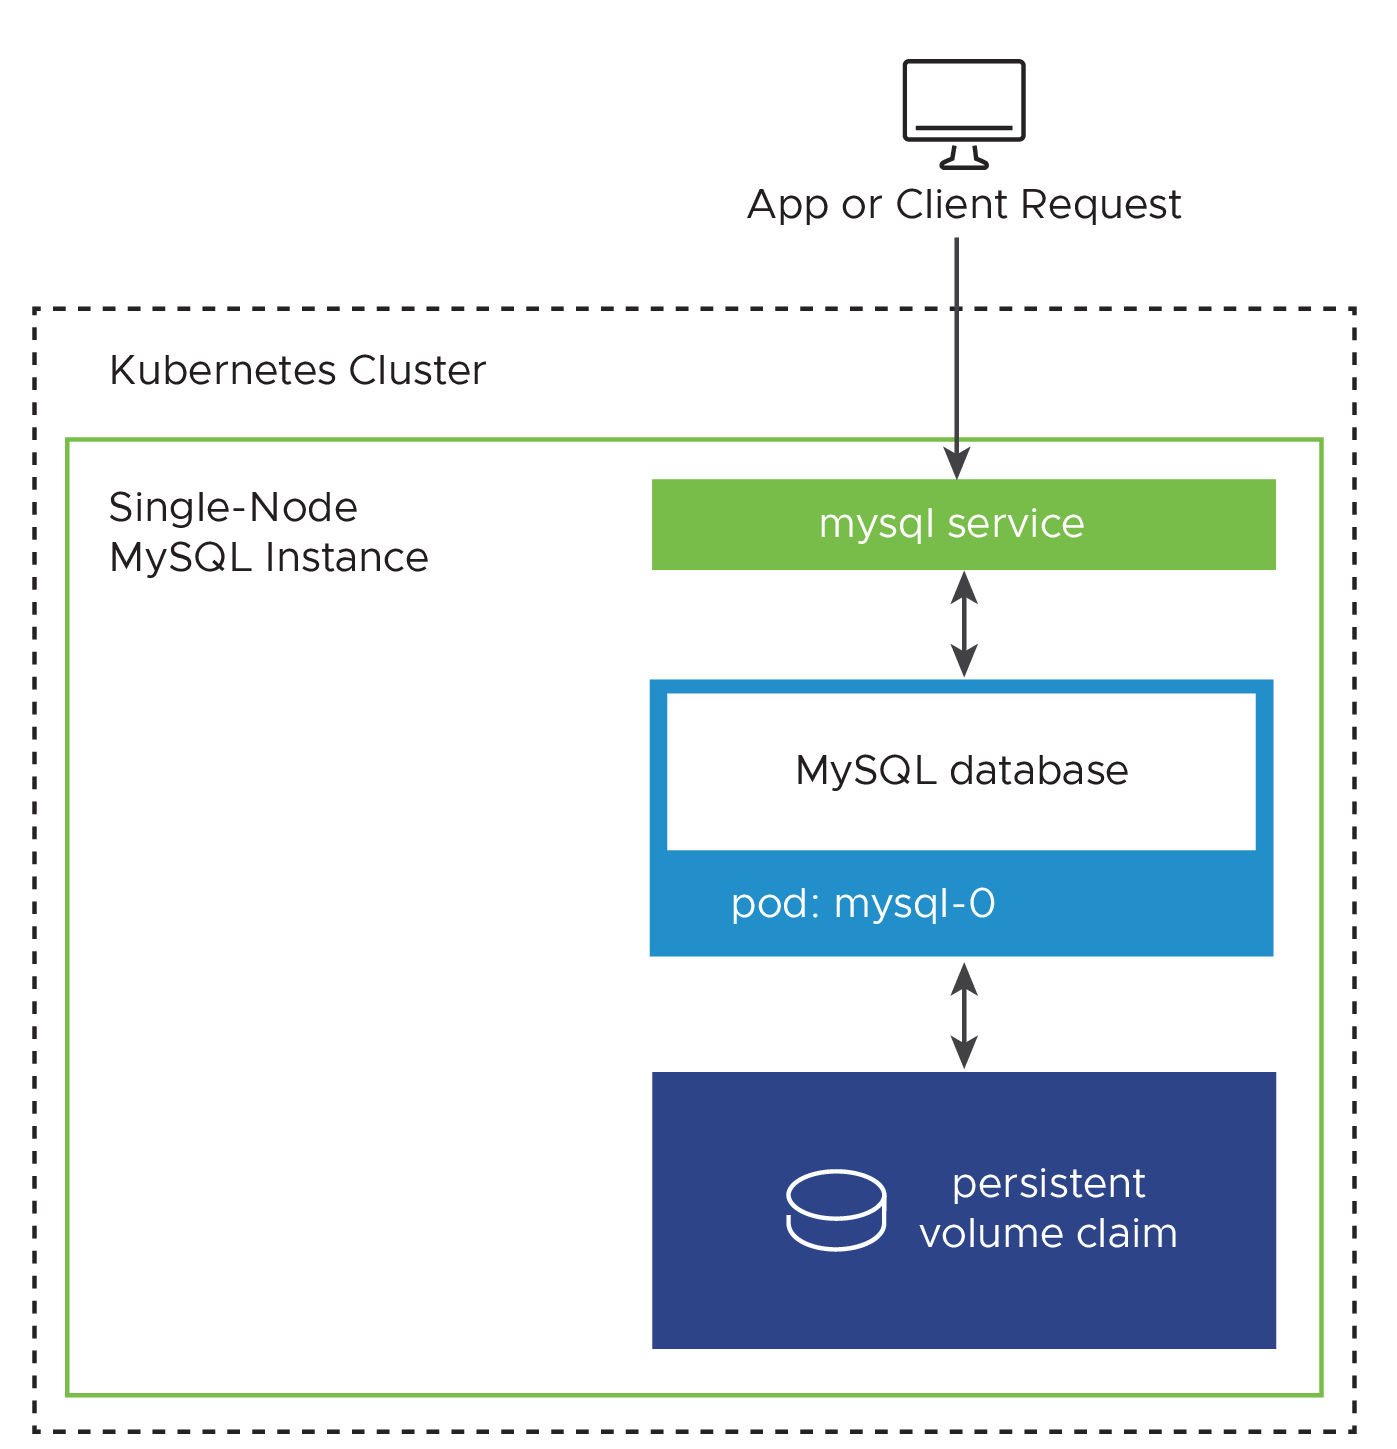 App or Client Request
Kubernetes Cluster
Single-Node
MySQL Instance
mysql service
MySQL database
pod: mysql-0
persistent
volume claim